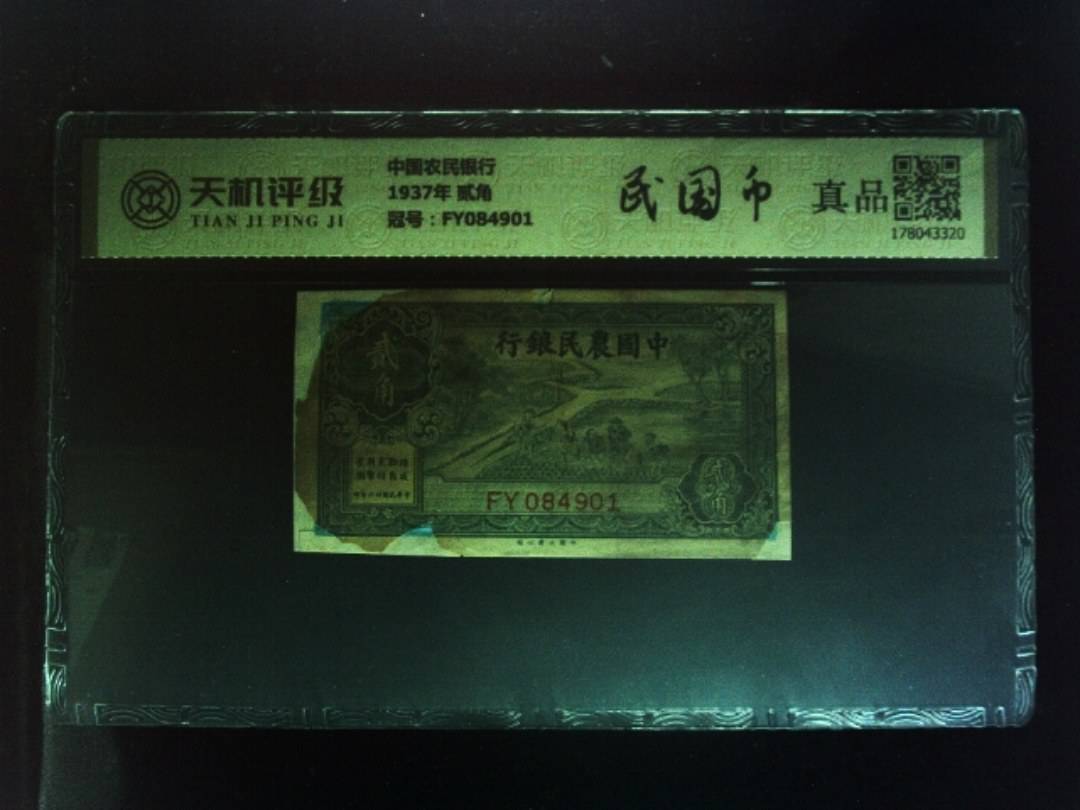 天机评级
TIAN JI PING JI
中国农民银行
1937年 贰角
冠号：FY084901
民国币
真品
178043320
行銀民農國中
貳角
FY084901
貳角